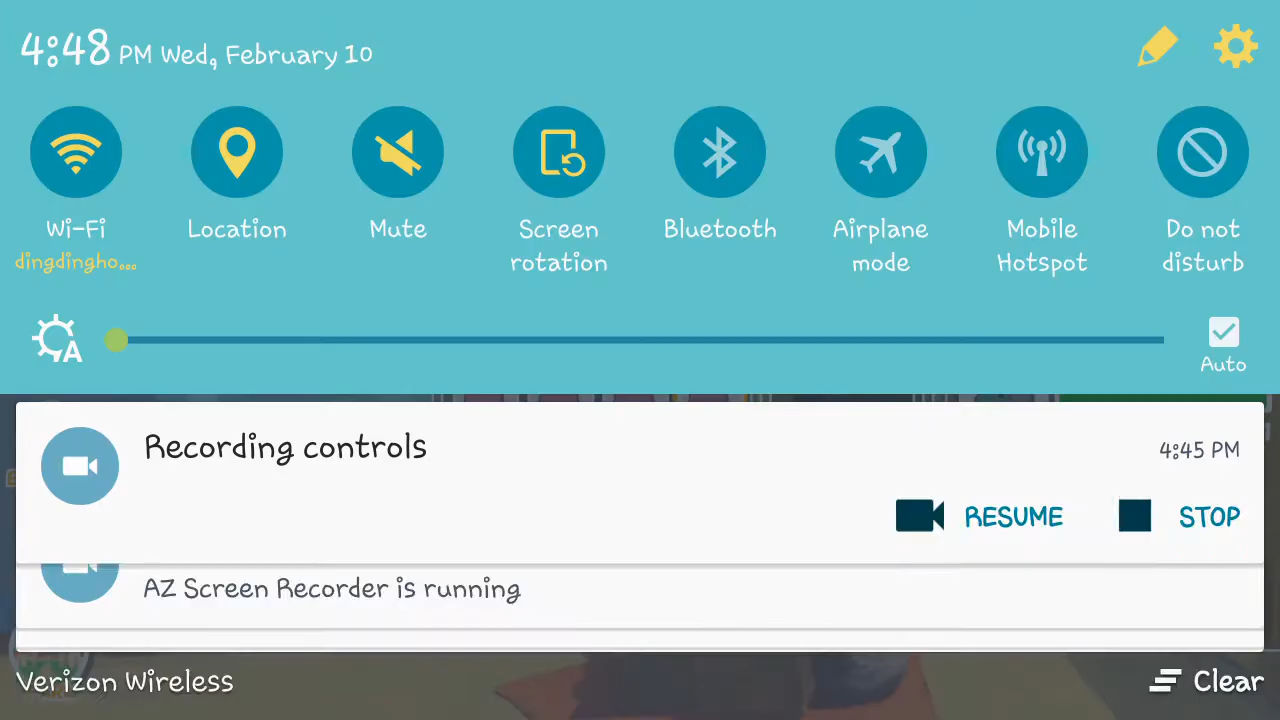 4:48 PM Wed, February 10
Wi-Fi
dingdingho...
Location
Mute
Screen
rotation
Bluetooth
Airplane
mode
Mobile
Hotspot
Do not
disturb
A
Auto
Recording controls
4:45 PM
RESUME
STOP
AZ Screen Recorder is running
Verizon Wireless
Clear